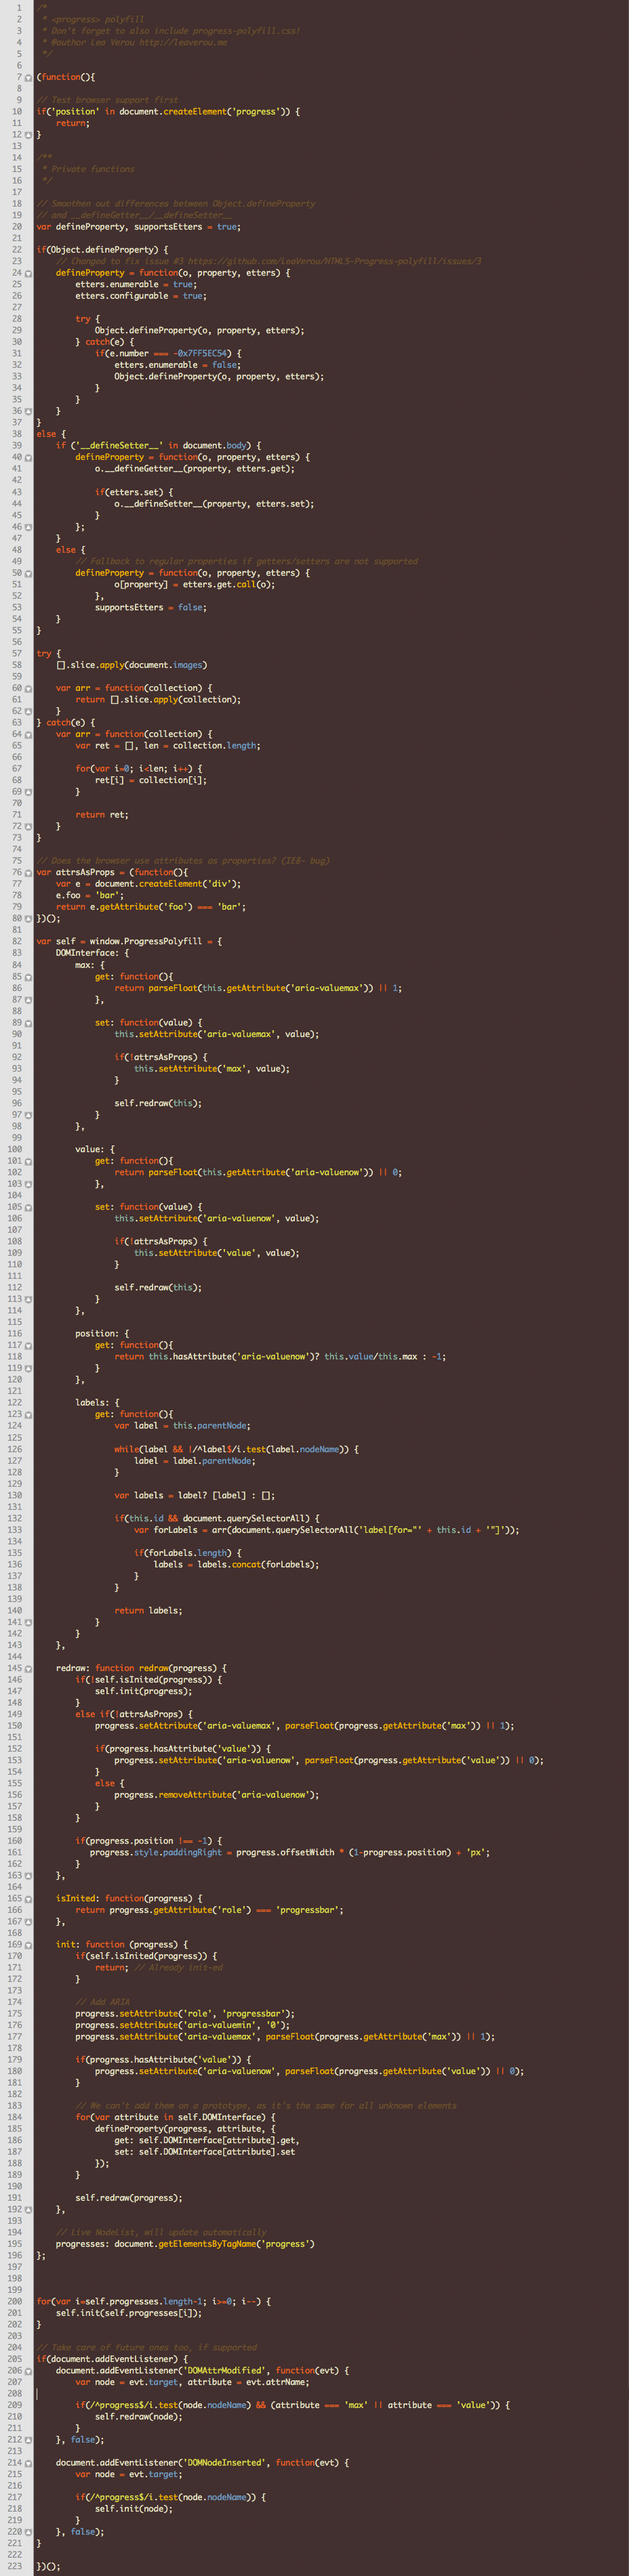 1 /*
2  * <progress> polyfill
3  * Don't forget to also include progress-polyfill.css!
4  * @author Lea Verou http://leaverou.me
5  */
6
7 (function(){
8
9 // Test browser support first
10 if('position' in document.createElement('progress')) {
11     return;
12 }
13
14 /**
15  * Private functions
16  */
17
18 // Smoothen out differences between Object.defineProperty
19 // and __defineGetter__/__defineSetter__
20 var defineProperty, supportsEtters = true;
21
22 if(Object.defineProperty) {
23     // Changed to fix issue #3 https://github.com/LeaVerou/HTML5-Progress-polyfill/issues/3
24     defineProperty = function(o, property, etters) {
25         etters.enumerable = true;
26         etters.configurable = true;
27
28         try {
29             Object.defineProperty(o, property, etters);
30         } catch(e) {
31             if(e.number === -0x7FF5EC54) {
32                 etters.enumerable = false;
33                 Object.defineProperty(o, property, etters);
34             }
35         }
36     }
37 }
38 else {
39     if ('__defineSetter__' in document.body) {
40         defineProperty = function(o, property, etters) {
41             o.__defineGetter__(property, etters.get);
42
43             if(etters.set) {
44                 o.__defineSetter__(property, etters.set);
45             }
46         };
47     }
48     else {
49         // Fallback to regular properties if getters/setters are not supported
50         defineProperty = function(o, property, etters) {
51                 o[property] = etters.get.call(o);
52             },
53             supportsEtters = false;
54     }
55 }
56
57 try {
58     [].slice.apply(document.images)
59
60     var arr = function(collection) {
61         return [].slice.apply(collection);
62     }
63 } catch(e) {
64     var arr = function(collection) {
65         var ret = [], len = collection.length;
66
67         for(var i=0; i<len; i++) {
68             ret[i] = collection[i];
69         }
70
71         return ret;
72     }
73 }
74
75 // Does the browser use attributes as properties? (IE8- bug)
76 var attrsAsProps = (function(){
77     var e = document.createElement('div');
78     e.foo = 'bar';
79     return e.getAttribute('foo') === 'bar';
80 })();
81
82 var self = window.ProgressPolyfill = {
83     DOMInterface: {
84         max: {
85             get: function(){
86                 return parseFloat(this.getAttribute('aria-valuemax')) || 1;
87             },
88
89             set: function(value) {
90                 this.setAttribute('aria-valuemax', value);
91
92                 if(!attrsAsProps) {
93                     this.setAttribute('max', value);
94                 }
95
96                 self.redraw(this);
97             }
98         },
99
100         value: {
101             get: function(){
102                 return parseFloat(this.getAttribute('aria-valuenow')) || 0;
103             },
104
105             set: function(value) {
106                 this.setAttribute('aria-valuenow', value);
107
108                 if(!attrsAsProps) {
109                     this.setAttribute('value', value);
110                 }
111
112                 self.redraw(this);
113             }
114         },
115
116         position: {
117             get: function(){
118                 return this.hasAttribute('aria-valuenow')? this.value/this.max : -1;
119             }
120         },
121
122         labels: {
123             get: function(){
124                 var label = this.parentNode;
125
126                 while(label && !/^label$/i.test(label.nodeName)) {
127                     label = label.parentNode;
128                 }
129
130                 var labels = label? [label] : [];
131
132                 if(this.id && document.querySelectorAll) {
133                     var forLabels = arr(document.querySelectorAll('label[for="' + this.id + '"]'));
134
135                     if(forLabels.length) {
136                         labels = labels.concat(forLabels);
137                     }
138                 }
139
140                 return labels;
141             }
142         }
143     },
144
145     redraw: function redraw(progress) {
146         if(!self.isInited(progress)) {
147             self.init(progress);
148         }
149         else if(!attrsAsProps) {
150             progress.setAttribute('aria-valuemax', parseFloat(progress.getAttribute('max')) || 1);
151
152             if(progress.hasAttribute('value')) {
153                 progress.setAttribute('aria-valuenow', parseFloat(progress.getAttribute('value')) || 0);
154             }
155             else {
156                 progress.removeAttribute('aria-valuenow');
157             }
158         }
159
160         if(progress.position !== -1) {
161            progress.style.paddingRight = progress.offsetWidth * (1-progress.position) + 'px';
162         }
163     },
164
165     isInited: function(progress) {
166         return progress.getAttribute('role') === 'progressbar';
167     },
168
169     init: function (progress) {
170         if(self.isInited(progress)) {
171             return; // Already init-ed
172         }
173
174         // Add ARIA
175         progress.setAttribute('role', 'progressbar');
176         progress.setAttribute('aria-valuemin', '0');
177         progress.setAttribute('aria-valuemax', parseFloat(progress.getAttribute('max')) || 1);
178
179         if(progress.hasAttribute('value')) {
180             progress.setAttribute('aria-valuenow', parseFloat(progress.getAttribute('value')) || 0);
181         }
182
183         // We can't add them on a prototype, as it's the same for all unknown elements
184         for(var attribute in self.DOMInterface) {
185             defineProperty(progress, attribute, {
186                 get: self.DOMInterface[attribute].get,
187                 set: self.DOMInterface[attribute].set
188             });
189         }
190
191         self.redraw(progress);
192     },
193
194     // Live NodeList, will update automatically
195     progresses: document.getElementsByTagName('progress')
196 };
197
198
199
200 for(var i=self.progresses.length-1; i>=0; i--) {
201     self.init(self.progresses[i]);
202 }
203
204 // Take care of future ones too, if supported
205 if(document.addEventListener) {
206     document.addEventListener('DOMAttrModified', function(evt) {
207         var node = evt.target, attribute = evt.attrName;
208
209         if(/^progress$/i.test(node.nodeName) && (attribute === 'max' || attribute === 'value')) {
210             self.redraw(node);
211         }
212     }, false);
213
214     document.addEventListener('DOMNodeInserted', function(evt) {
215         var node = evt.target;
216
217         if(/^progress$/i.test(node.nodeName)) {
218             self.init(node);
219         }
220     }, false);
221 }
222
223 })();